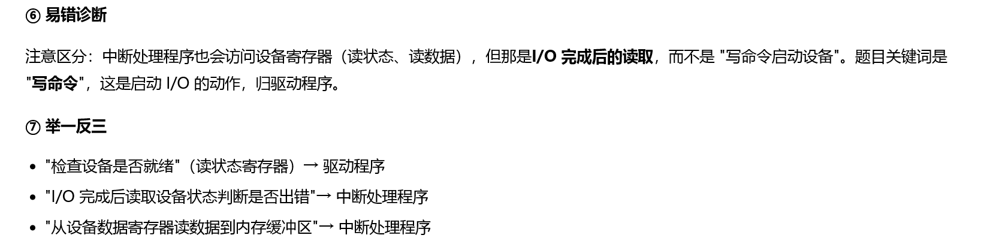 ⑥ 易错诊断
注意区分：中断处理程序也会访问设备寄存器（读状态、读数据），但那是I/O 完成后的读取，而不是 "写命令启动设备"。题目关键词是
"写命令"，这是启动 I/O 的动作，归驱动程序。
⑦ 举一反三
• "检查设备是否就绪"（读状态寄存器）→ 驱动程序
• "I/O 完成后读取设备状态判断是否出错"→ 中断处理程序
• "从设备数据寄存器读数据到内存缓冲区"→ 中断处理程序